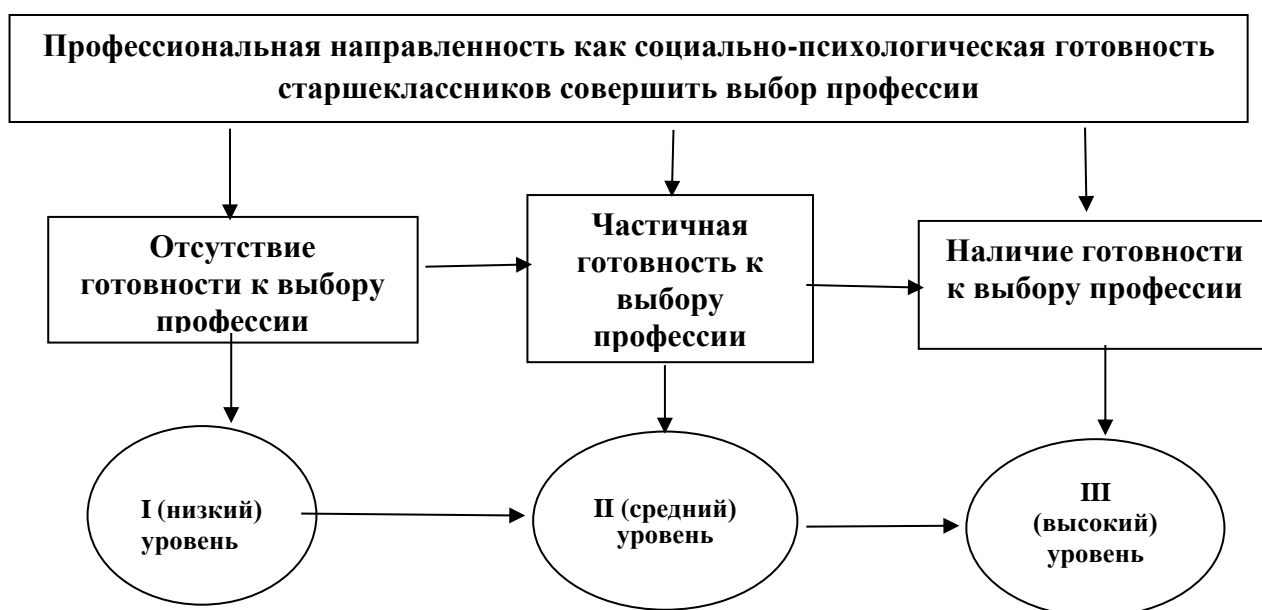 Профессиональная направленность как социально-психологическая готовность
старшеклассников совершить выбор профессии
Отсутствие
готовности к выбору
профессии
Частичная
готовность к
выбору
профессии
Наличие готовности
к выбору профессии
I (низкий)
уровень
II (средний)
уровень
III
(высокий)
уровень